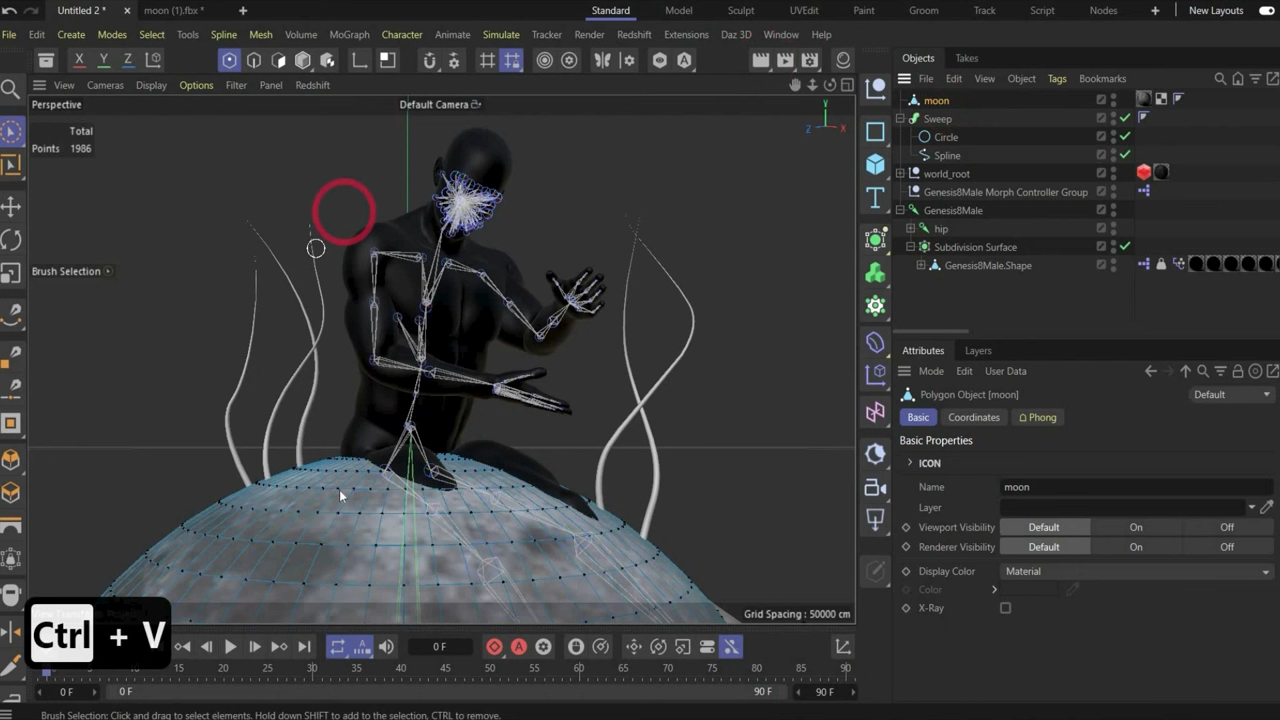 Untitled 2 *
moon (1).fbx *
Standard
Model
Sculpt
UVEdit
Paint
Groom
Track
Script
Nodes
New Layouts
File
Edit
Create
Modes
Select
Tools
Spline
Mesh
Volume
MoGraph
Character
Animate
Simulate
Tracker
Render
Redshift
Extensions
Daz 3D
Window
Help
X
Y
Z
Objects
Takes
View
Cameras
Display
Options
Filter
Panel
Redshift
File
Edit
View
Object
Tags
Bookmarks
Perspective
Default Camera
Y
Z
X
Total
Points 1986
Brush Selection
moon
Sweep
Circle
Spline
world_root
Genesis8Male Morph Controller Group
Genesis8Male
hip
Subdivision Surface
Genesis8Male.Shape
Attributes
Layers
Mode
Edit
User Data
Polygon Object [moon]
Default
Basic
Coordinates
Phong
Basic Properties
ICON
Name
moon
Layer
Viewport Visibility
Default
On
Off
Renderer Visibility
Default
On
Off
Display Color
Material
Color
X-Ray
Grid Spacing : 50000 cm
Ctrl + V
0 F
15 20 25 30 35 40 45 50 55 60 65 70 75 80 85 90
0 F
0 F
90 F
90 F
Brush Selection: Click and drag to select elements. Hold down SHIFT to add to the selection, CTRL to remove.